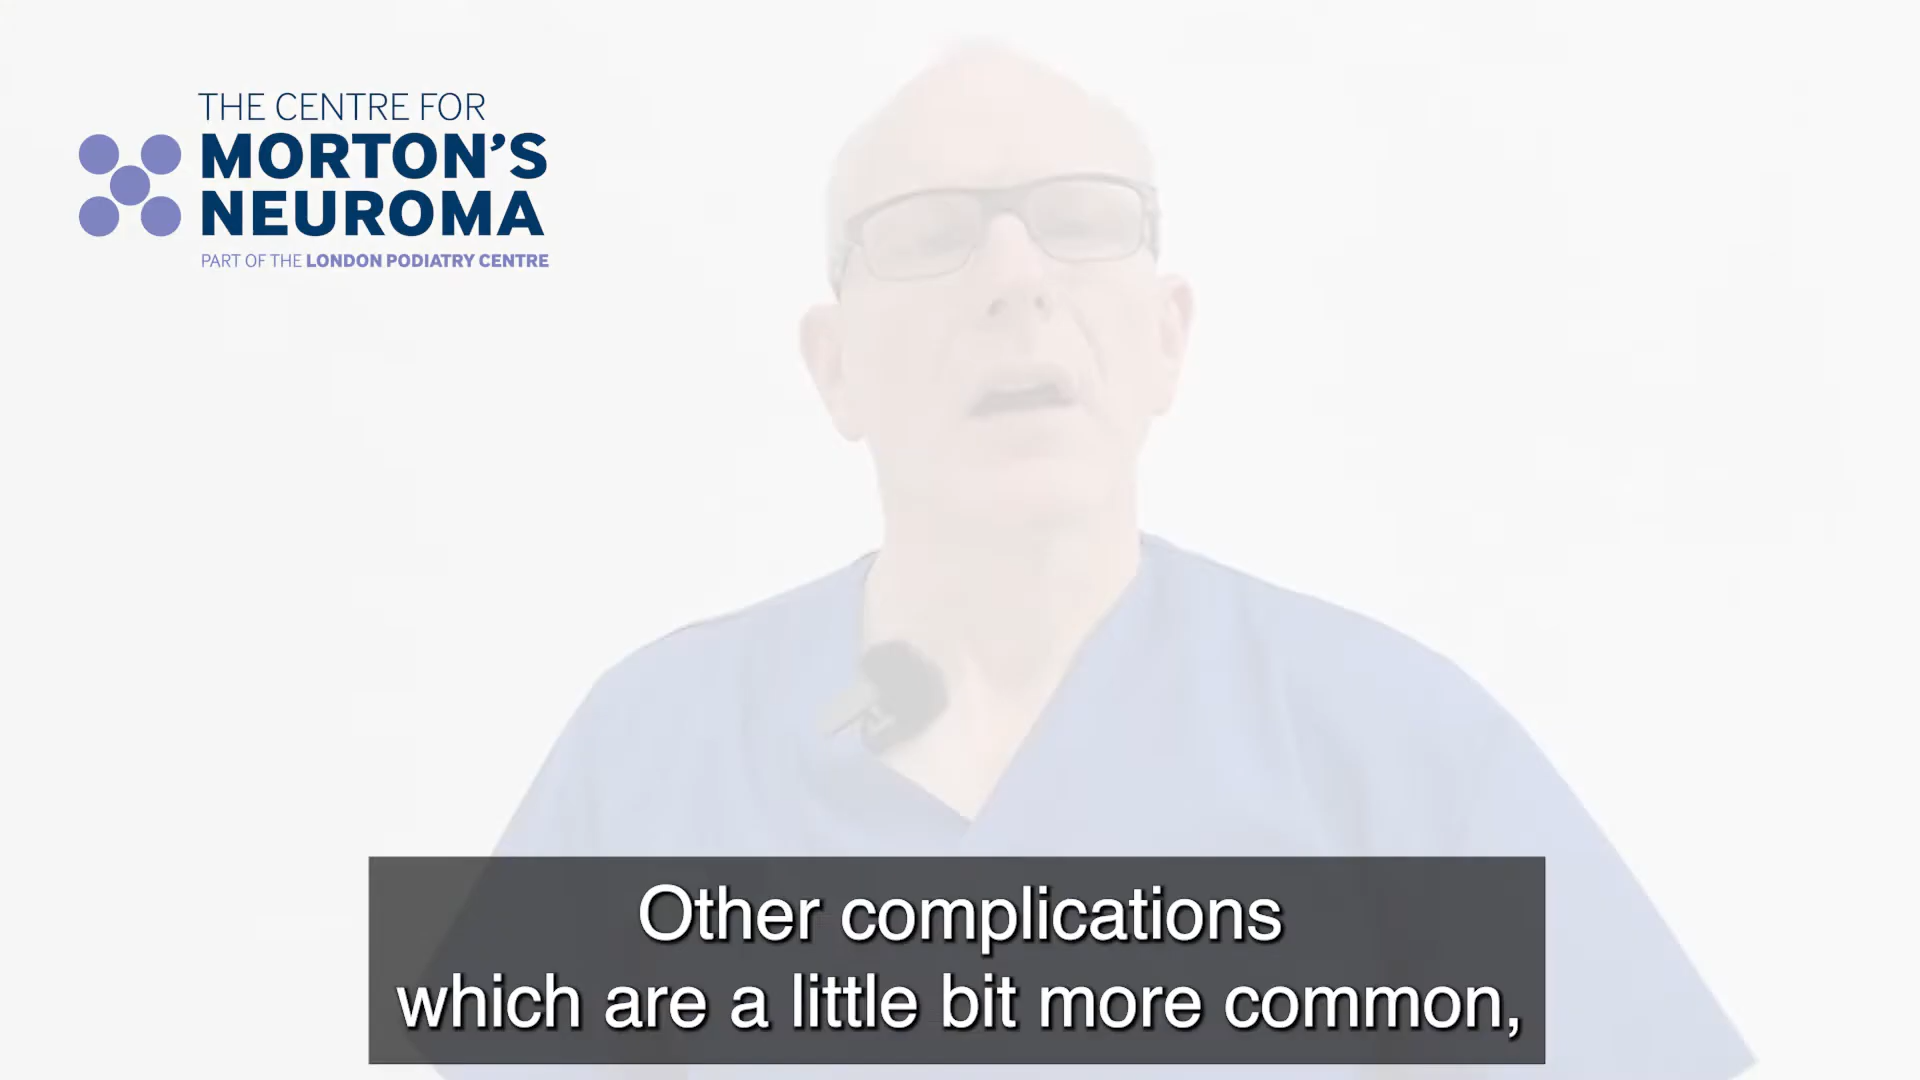 THE CENTRE FOR
MORTON'S
NEUROMA
PART OF THE LONDON PODIATRY CENTRE
Other complications
which are a little bit more common,